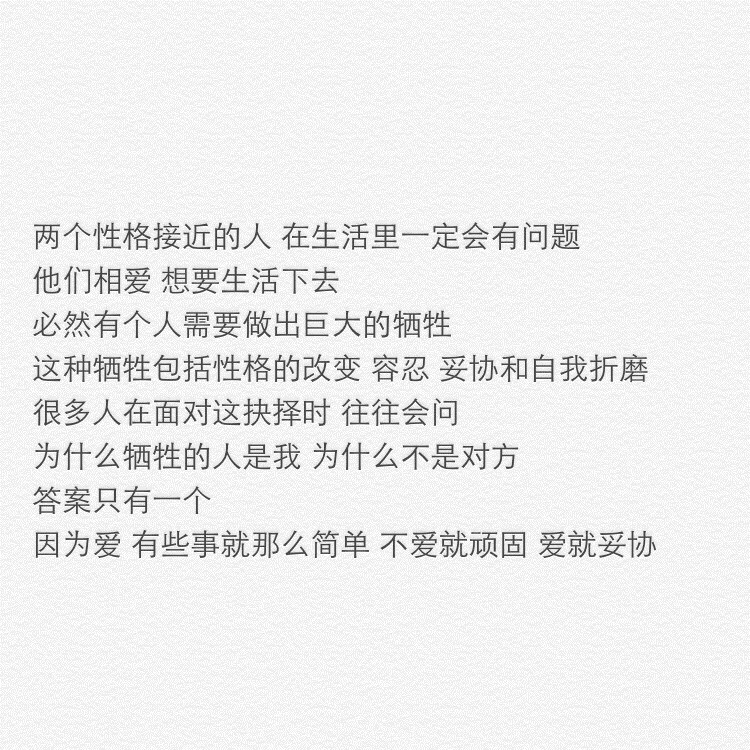 两个性格接近的人 在生活里一定会有问题
他们相爱 想要生活下去
必然有个人需要做出巨大的牺牲
这种牺牲包括性格的改变 容忍 妥协和自我折磨
很多人在面对这抉择时 往往会问
为什么牺牲的人是我 为什么不是对方
答案只有一个
因为爱 有些事就那么简单 不爱就顽固 爱就妥协